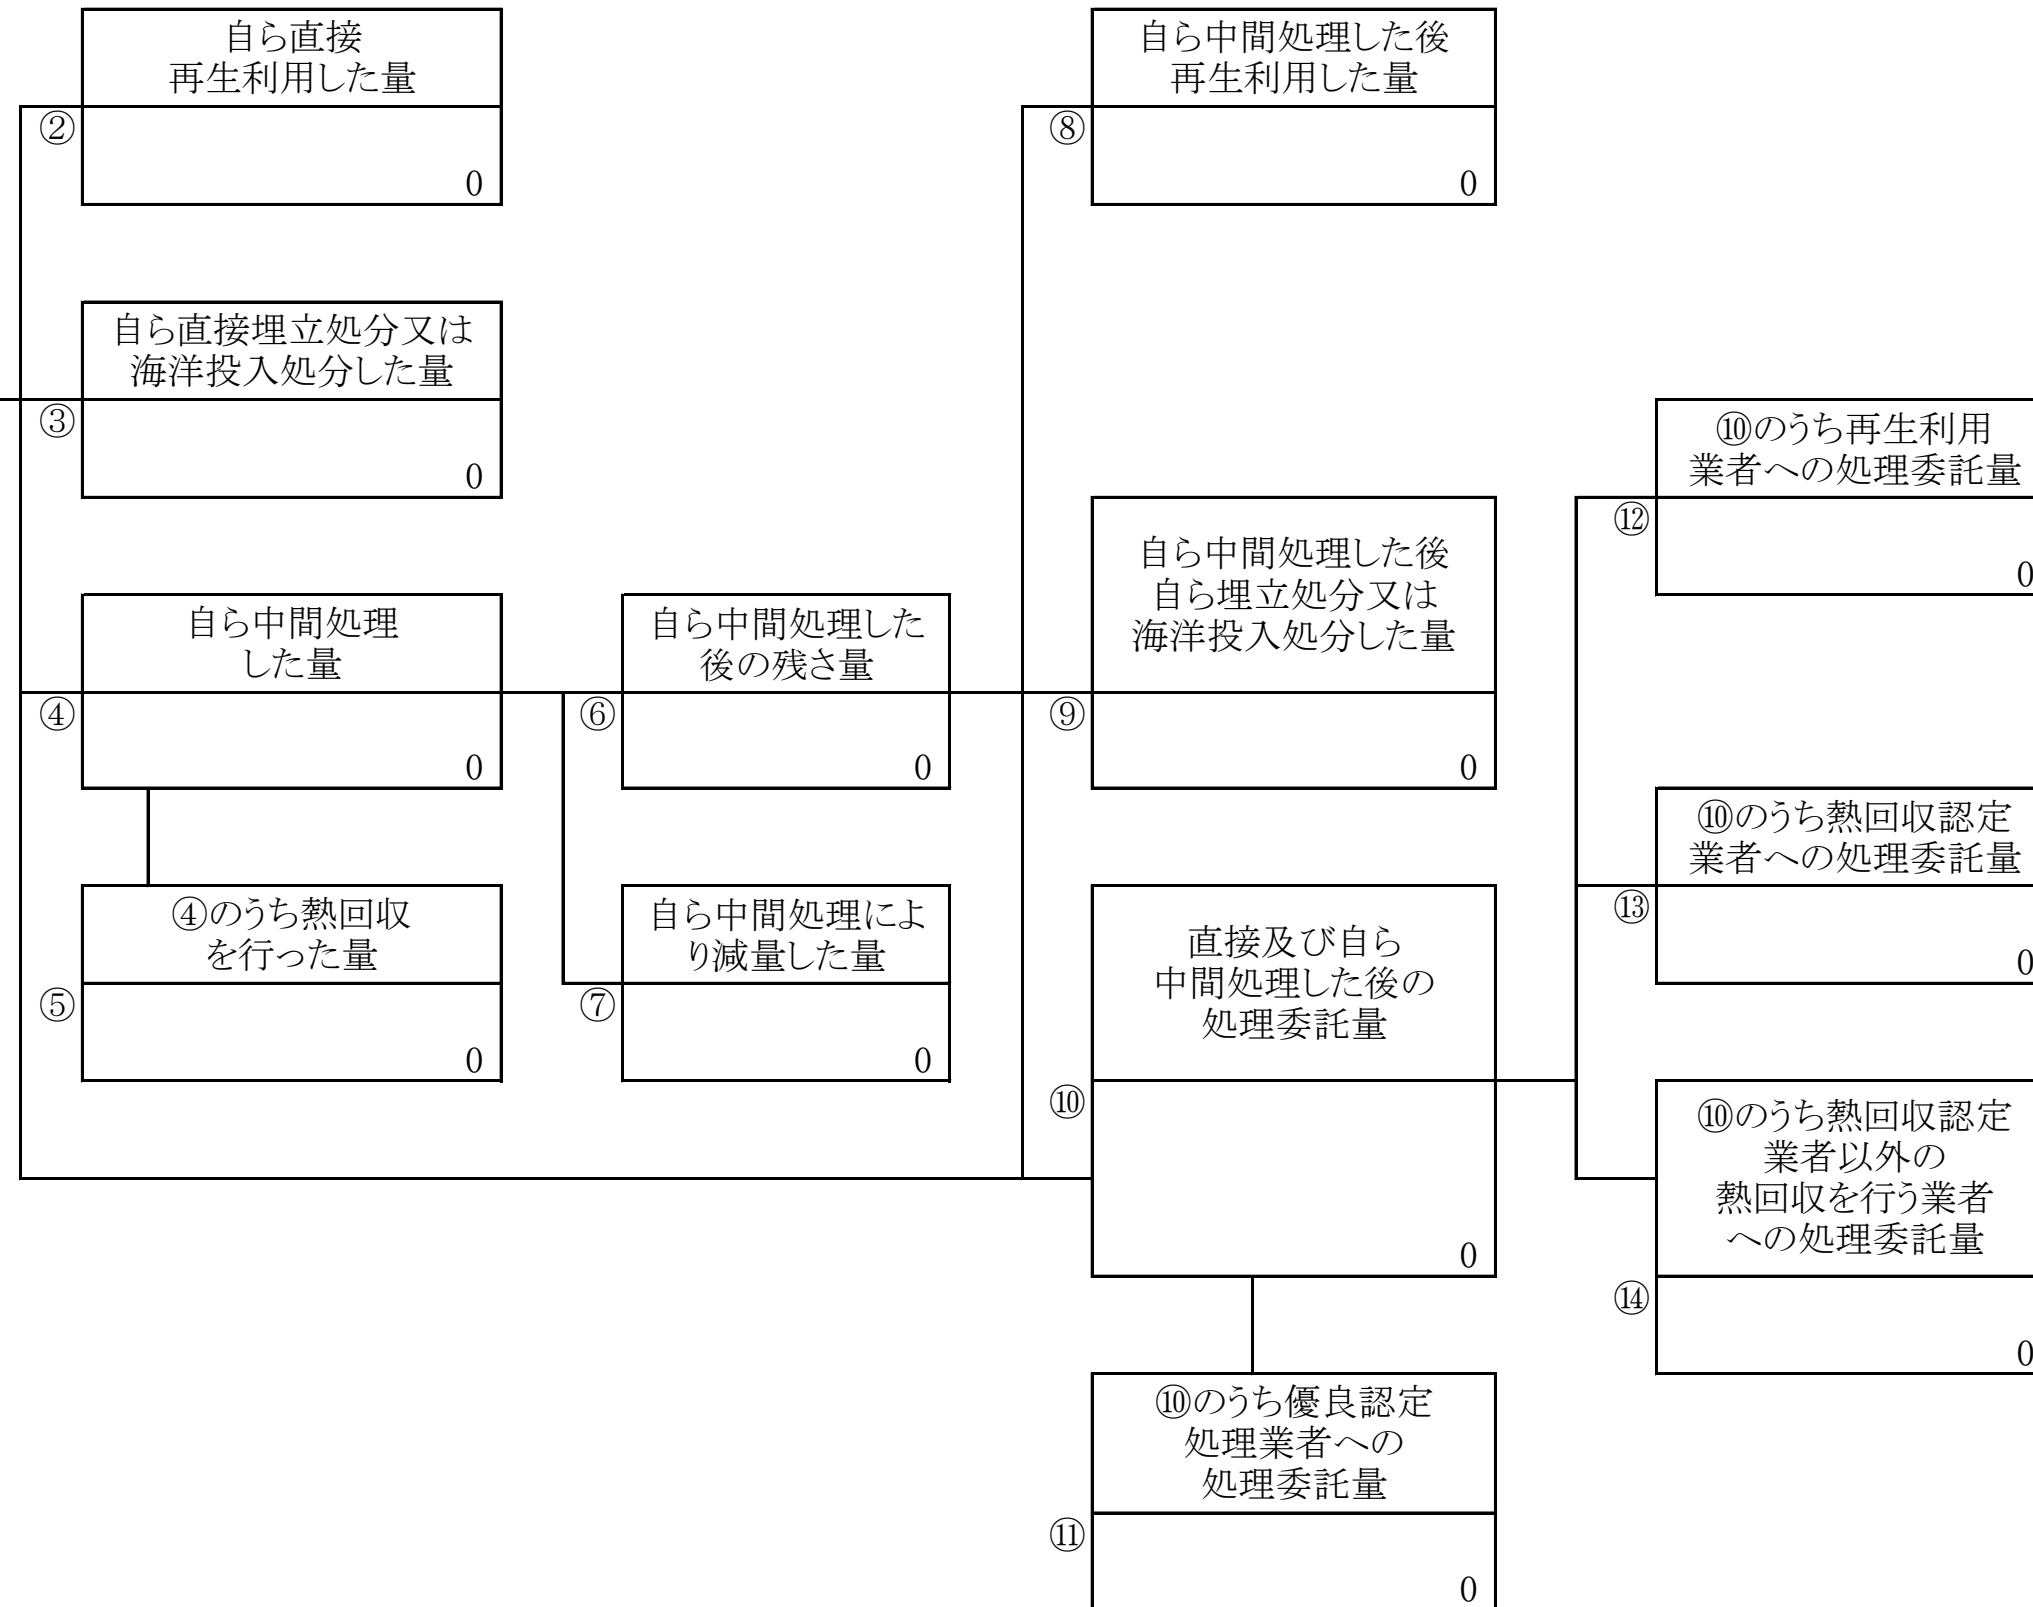 自ら直接
再生利用した量
②
0
自ら中間処理した後
再生利用した量
⑧
0
自ら直接埋立処分又は
海洋投入処分した量
③
0
⑩のうち再生利用
業者への処理委託量
⑫
0
自ら中間処理
した量
④
0
自ら中間処理した
後の残さ量
⑥
0
自ら中間処理した後
自ら埋立処分又は
海洋投入処分した量
⑨
0
⑩のうち熱回収認定
業者への処理委託量
⑬
0
④のうち熱回収
を行った量
⑤
0
自ら中間処理によ
り減量した量
⑦
0
直接及び自ら
中間処理した後の
処理委託量
⑩
0
⑩のうち熱回収認定
業者以外の
熱回収を行う業者
への処理委託量
⑭
0
⑩のうち優良認定
処理業者への
処理委託量
⑪
0